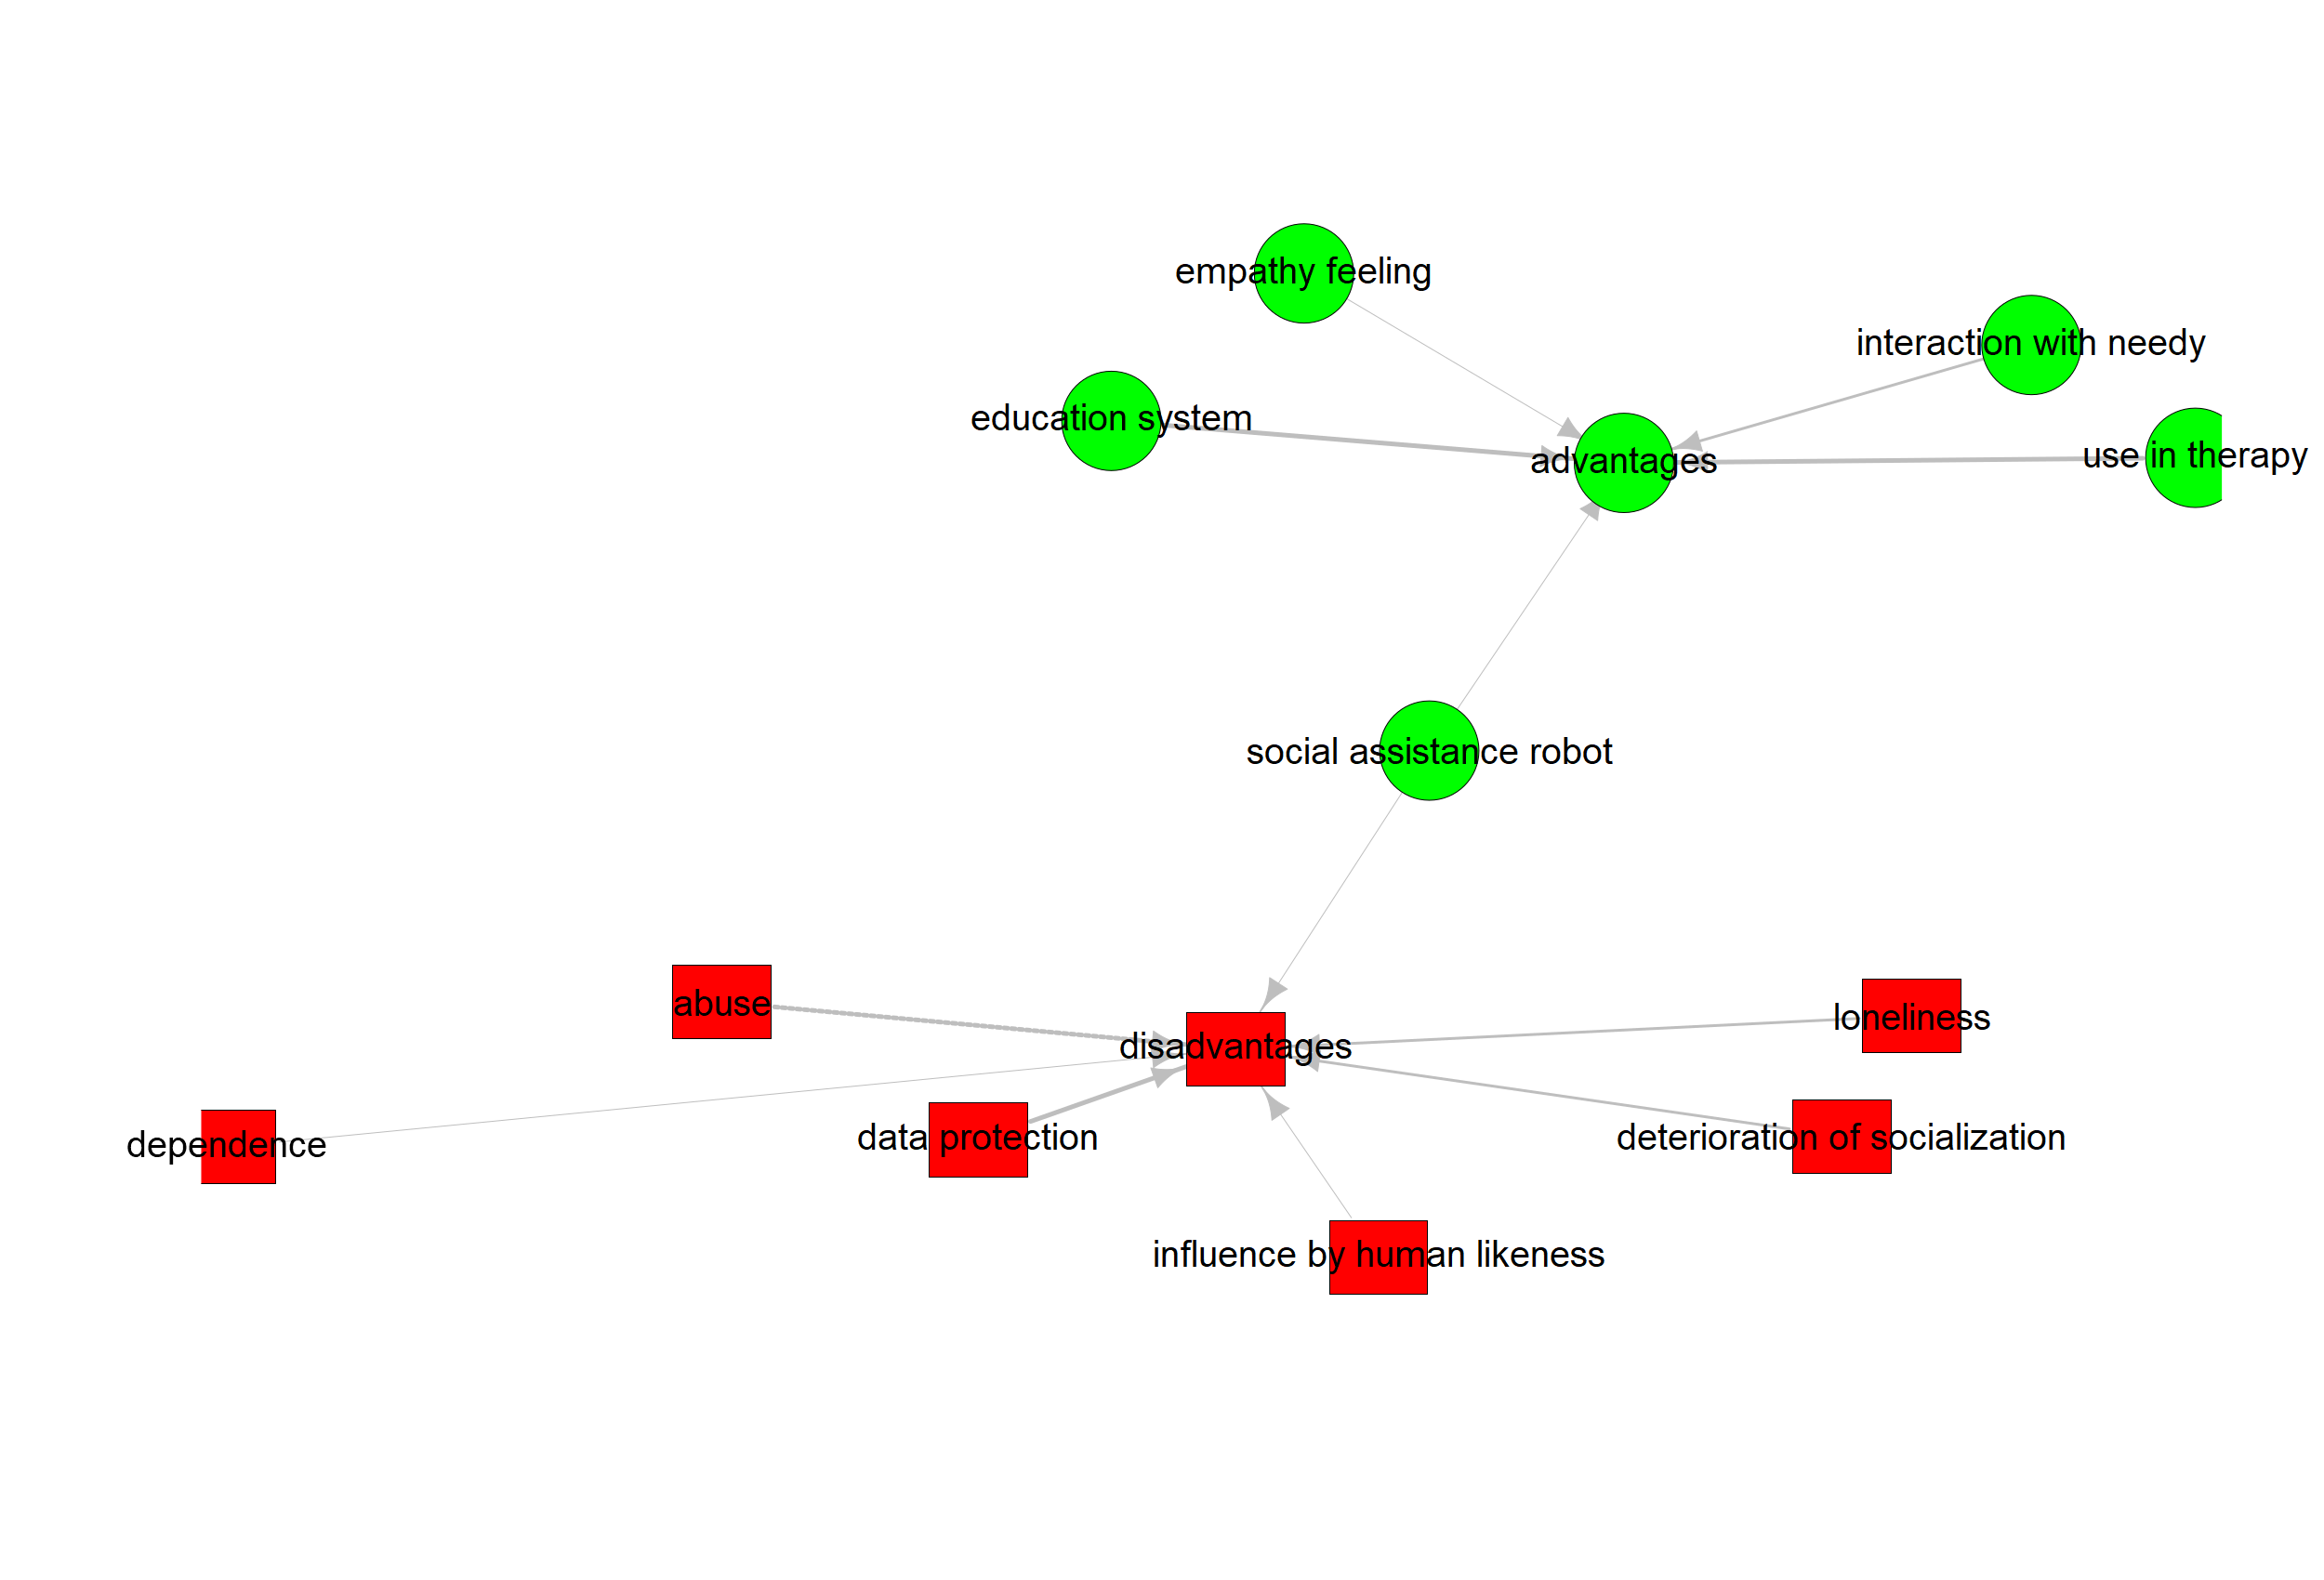 empathy feeling
interaction with needy
education system
advantages
use in therapy
social assistance robot
abuse
loneliness
disadvantages
dependence
data protection
deterioration of socialization
influence by human likeness